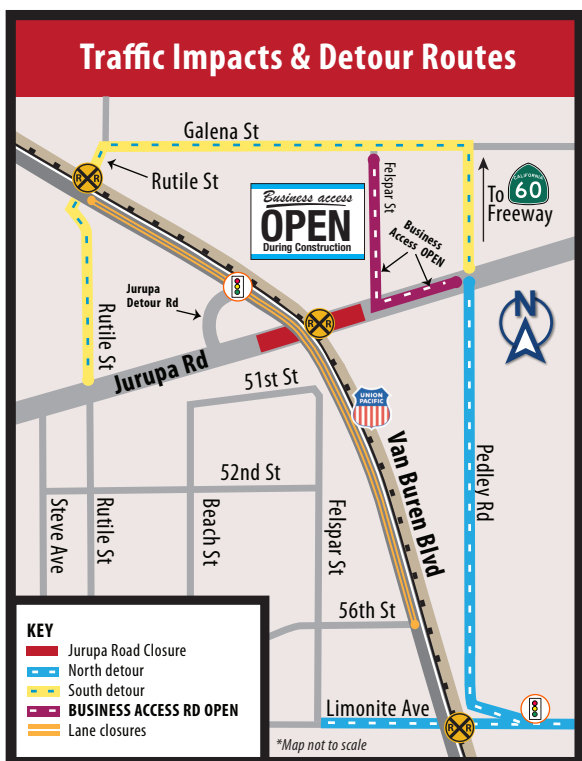 Traffic Impacts & Detour Routes
Galena St
Rutile St
Business access
OPEN
During Construction
Felspar St
CALIFORNIA
60
To
Freeway
Business
Access OPEN
Jurupa
Detour Rd
R R
R R
N
Rutile St
Jurupa Rd
51st St
UNION
PACIFIC
Van Buren Blvd
Pedley Rd
52nd St
Steve Ave
Rutile St
Beach St
Felspar St
56th St
Limonite Ave
R R
KEY
Jurupa Road Closure
North detour
South detour
BUSINESS ACCESS RD OPEN
Lane closures
*Map not to scale